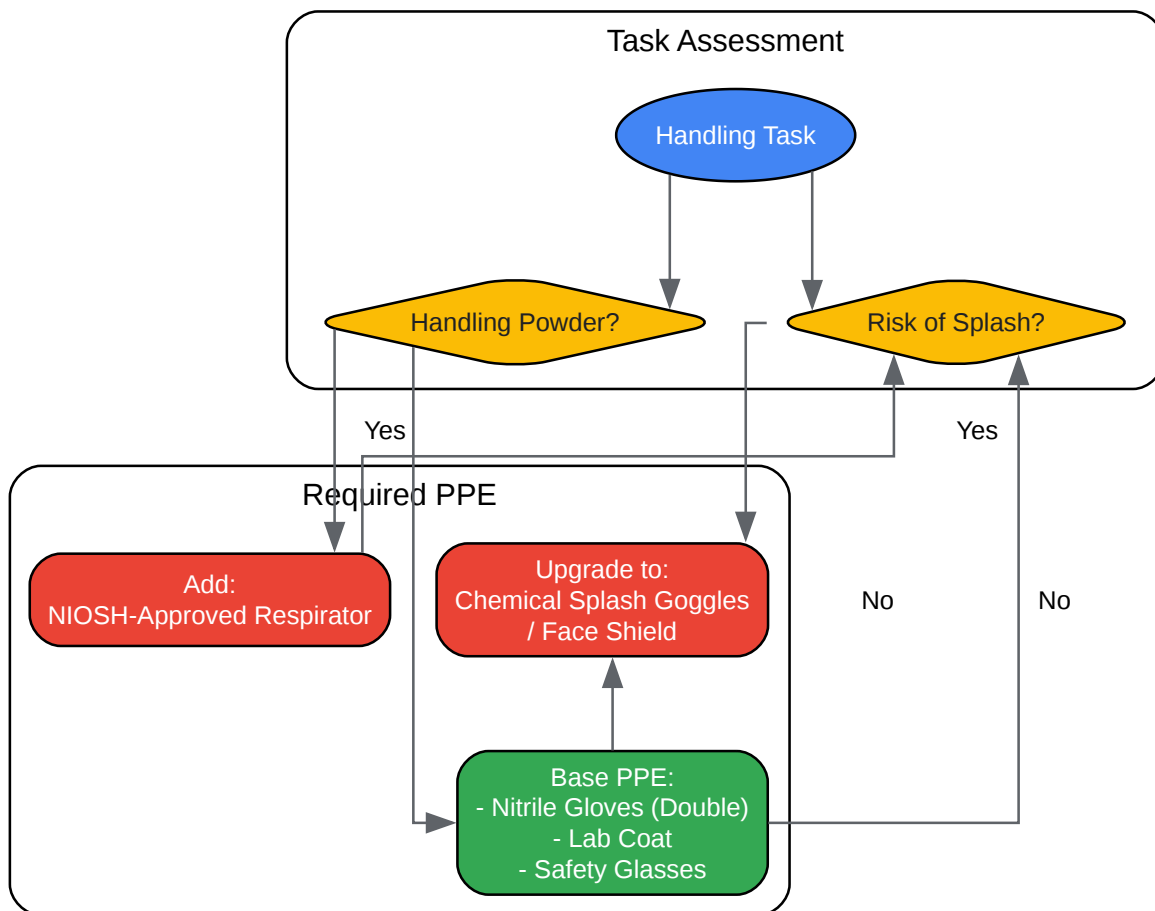 Task Assessment
Handling Task
Handling Powder?
Risk of Splash?
Yes
Yes
Required PPE
Add:
NIOSH-Approved Respirator
Upgrade to:
Chemical Splash Goggles
/ Face Shield
No
No
Base PPE:
- Nitrile Gloves (Double)
- Lab Coat
- Safety Glasses